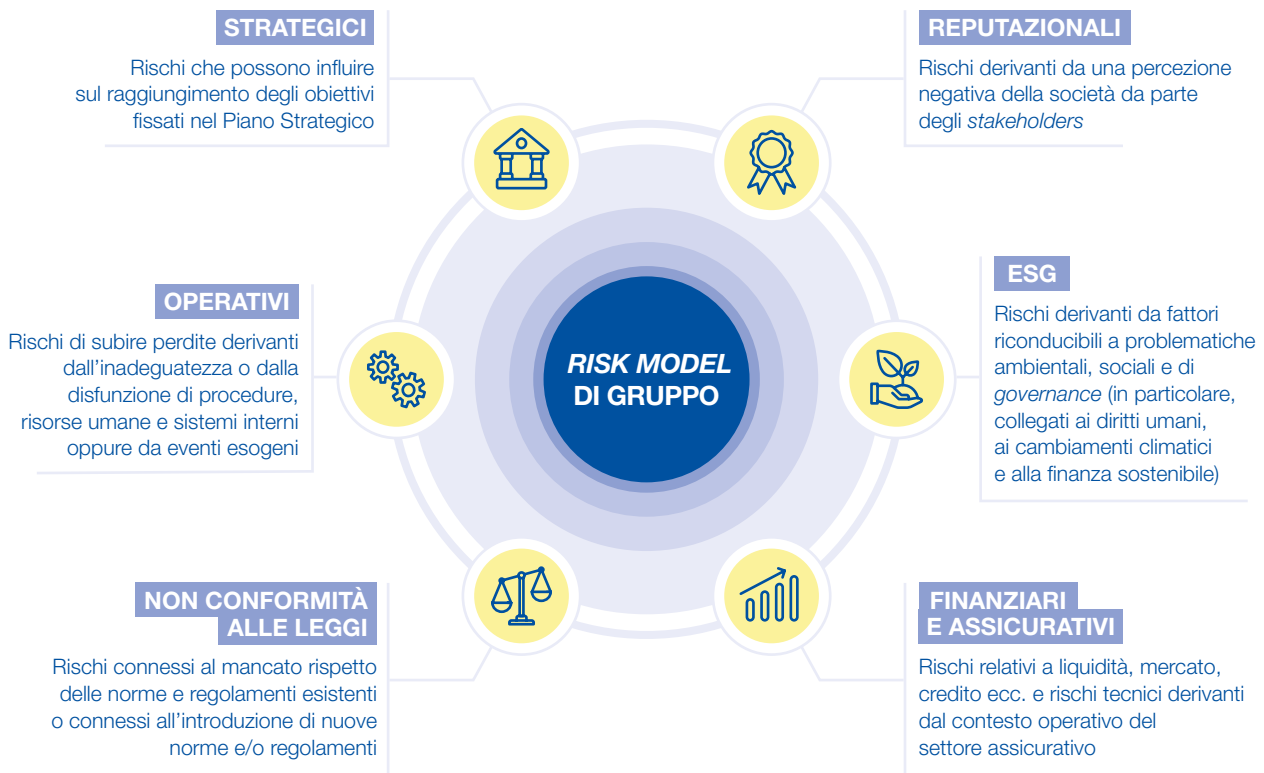 STRATEGICI
Rischi che possono influire
sul raggiungimento degli obiettivi
fissati nel Piano Strategico
REPUTAZIONALI
Rischi derivanti da una percezione
negativa della società da parte
degli stakeholders
OPERATIVI
Rischi di subire perdite derivanti
dall'inadeguatezza o dalla
disfunzione di procedure,
risorse umane e sistemi interni
oppure da eventi esogeni
RISK MODEL
DI GRUPPO
ESG
Rischi derivanti da fattori
riconducibili a problematiche
ambientali, sociali e di
governance (in particolare,
collegati ai diritti umani,
ai cambiamenti climatici
e alla finanza sostenibile)
NON CONFORMITÀ
ALLE LEGGI
Rischi connessi al mancato rispetto
delle norme e regolamenti esistenti
o connessi all'introduzione di nuove
norme e/o regolamenti
FINANZIARI
E ASSICURATIVI
Rischi relativi a liquidità, mercato,
credito ecc. e rischi tecnici derivanti
dal contesto operativo del
settore assicurativo